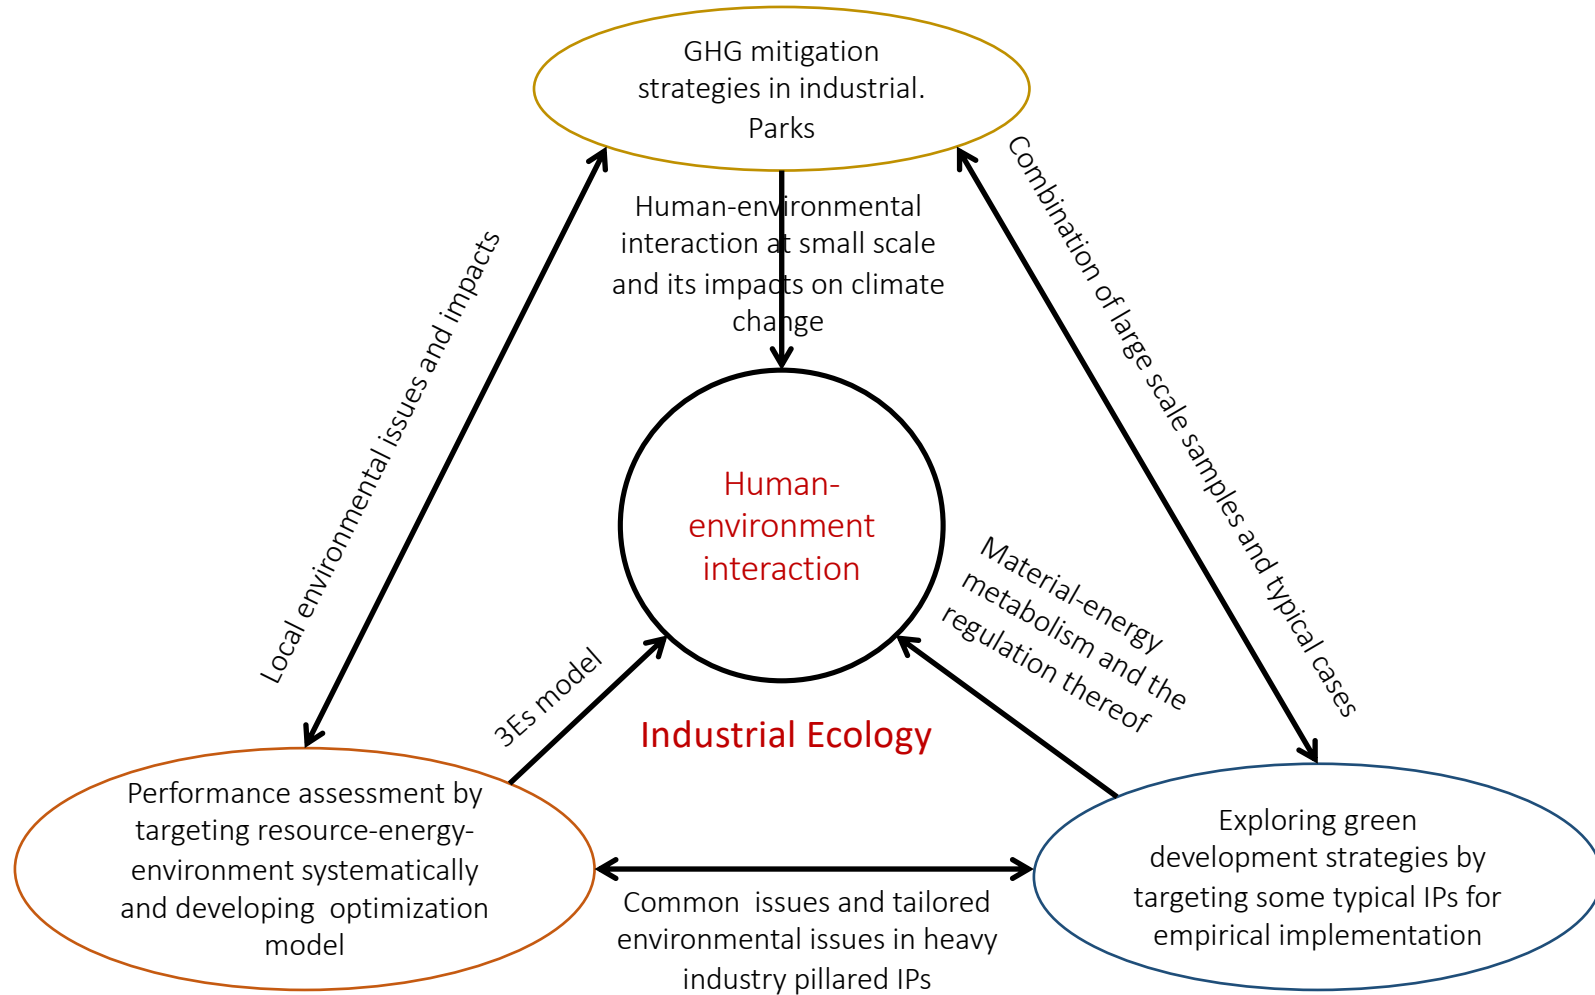 GHG mitigation
strategies in industrial.
Parks
Human-environmental
interaction at small scale
and its impacts on climate
change
Local environmental issues and impacts
Combination of large scale samples and typical cases
Human-
environment
interaction
3Es model
Material-energy
metabolism and the
regulation thereof
Industrial Ecology
Performance assessment by
targeting resource-energy-
environment systematically
and developing  optimization
model
Common  issues and tailored
environmental issues in heavy
industry pillared IPs
Exploring green
development strategies by
targeting some typical IPs for
empirical implementation